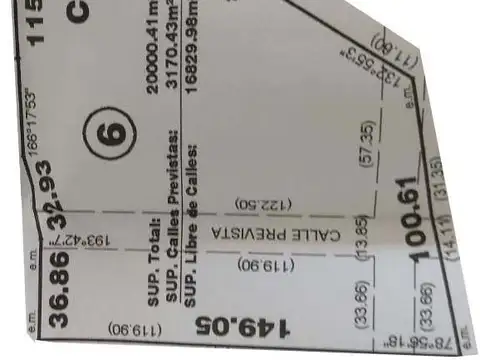 115
C
166°17'53"
6
32.93
36.86
e.m.
e.m.
193°42'7"
SUP. Total: 20000.41m
SUP. Calles Previstas: 3170.43m²
SUP. Libre de Calles: 16829.98m
(122.50)
CALLE PREVISTA
(119.90)
(119.90)
149.05
132°55'3"
(11.60)
e.m.
(57.35)
(13.85)
(33.66)
100.61
(31.35)
(14.11)
(33.66)
78°56'18"
e.m.